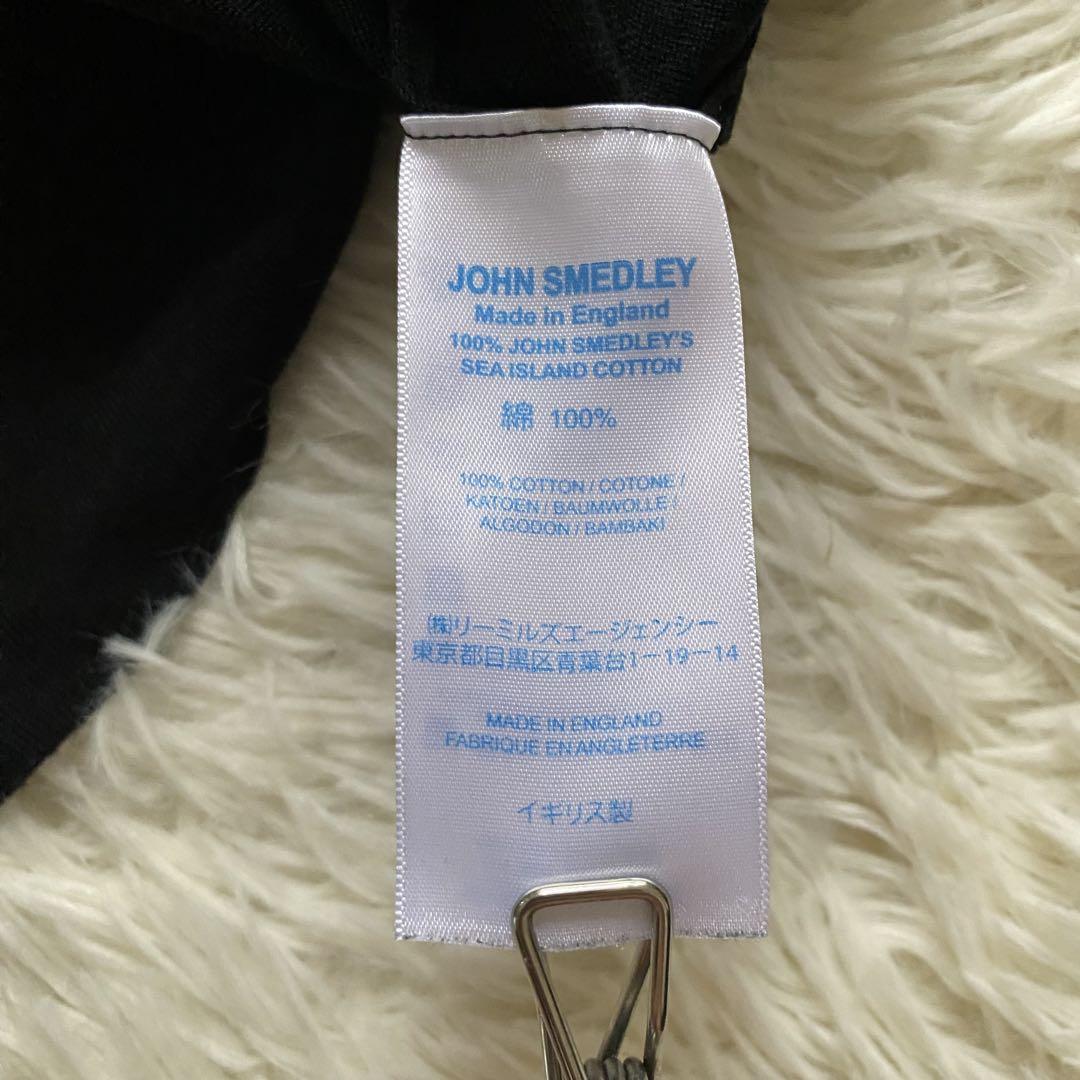 JOHN SMEDLEY
Made in England
100% JOHN SMEDLEY'S
SEA ISLAND COTTON
綿 100%
100% COTTON / COTONE /
KATOEN / BAUMWOLLE /
ALGODON / BAMBAKI
㈱リーミルズエージェンシー
東京都目黒区青葉台1-19-14
MADE IN ENGLAND
FABRIQUE EN ANGLETERRE
イギリス製